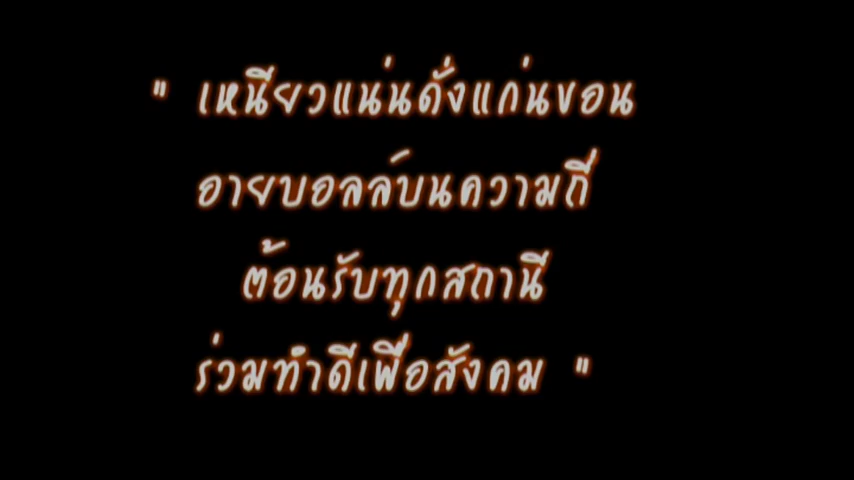 " เหนียวแน่นดั่งแก่นขอน
อายบอลล์บนความถี่
ต้อนรับทุกสถานี
ร่วมทำดีเพื่อสังคม "